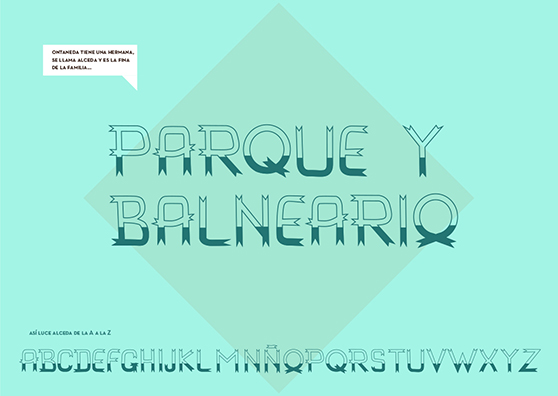 ONTANEDA TIENE UNA HERMANA,
SE LLAMA ALCEDA Y ES LA FINA
DE LA FAMILIA...
PARQUE Y
BALNEARIO
ASÍ LUCE ALCEDA DE LA A A LA Z
ABCDEFGHIJKLMNÑOPQRSTUVWXYZ